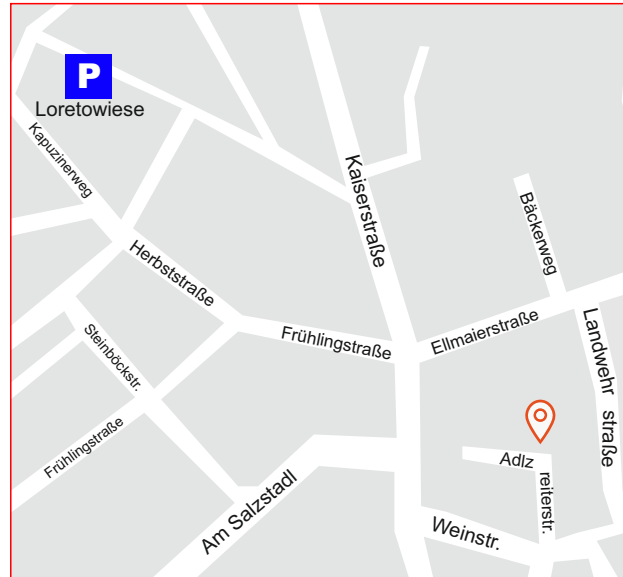 P
Loretowiese
Kapuzinerweg
Kaiserstraße
Bäckerweg
Herbststraße
Frühlingstraße
Ellmaierstraße
Landwehr straße
Steinböckstr.
Frühlingstraße
Adlz
reiterstr.
Am Salzstadl
Weinstr.